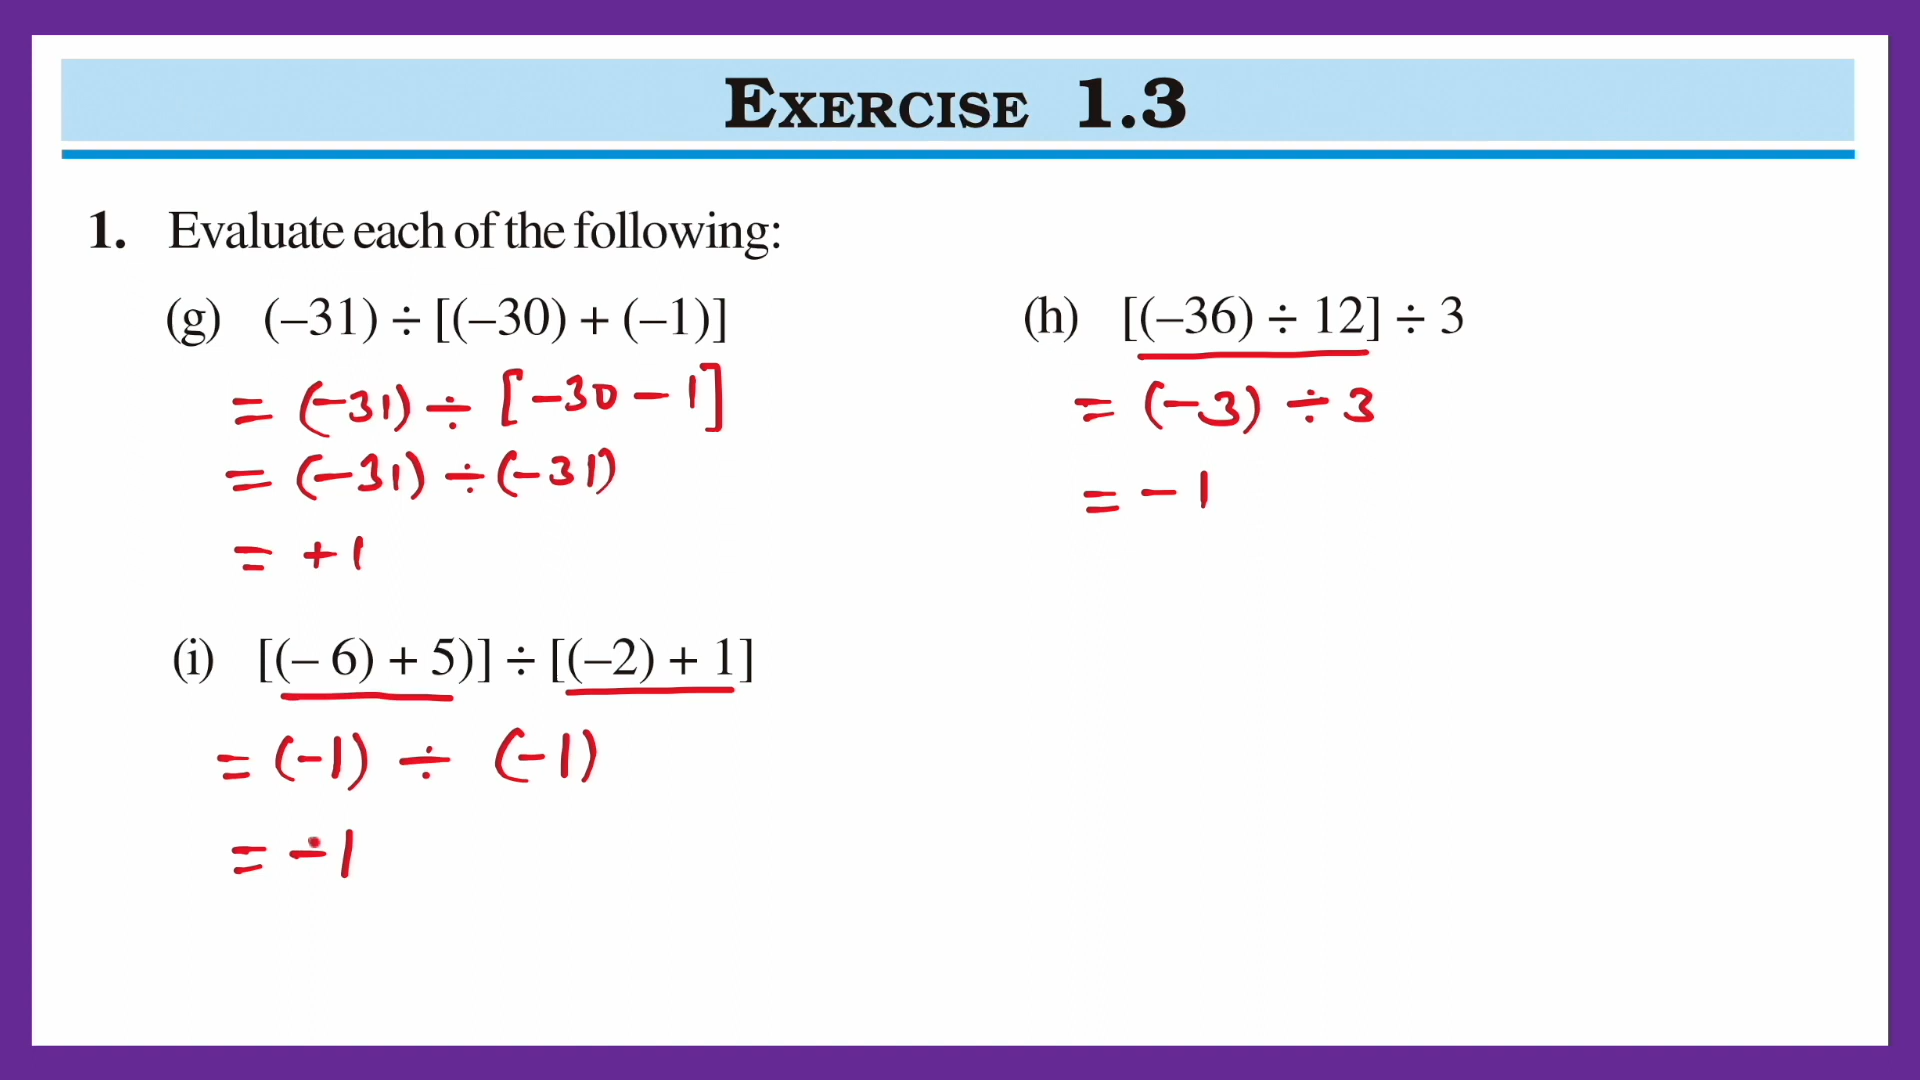 EXERCISE 1.3
1. Evaluate each of the following:
(g) (–31) ÷ [(–30) + (–1)]
= (-31) ÷ [-30 - 1]
= (-31) ÷ (-31)
= +1
(h) [(–36) ÷ 12] ÷ 3
= (-3) ÷ 3
= -1
(i) [(– 6) + 5)] ÷ [(–2) + 1]
= (-1) ÷ (-1)
= -1